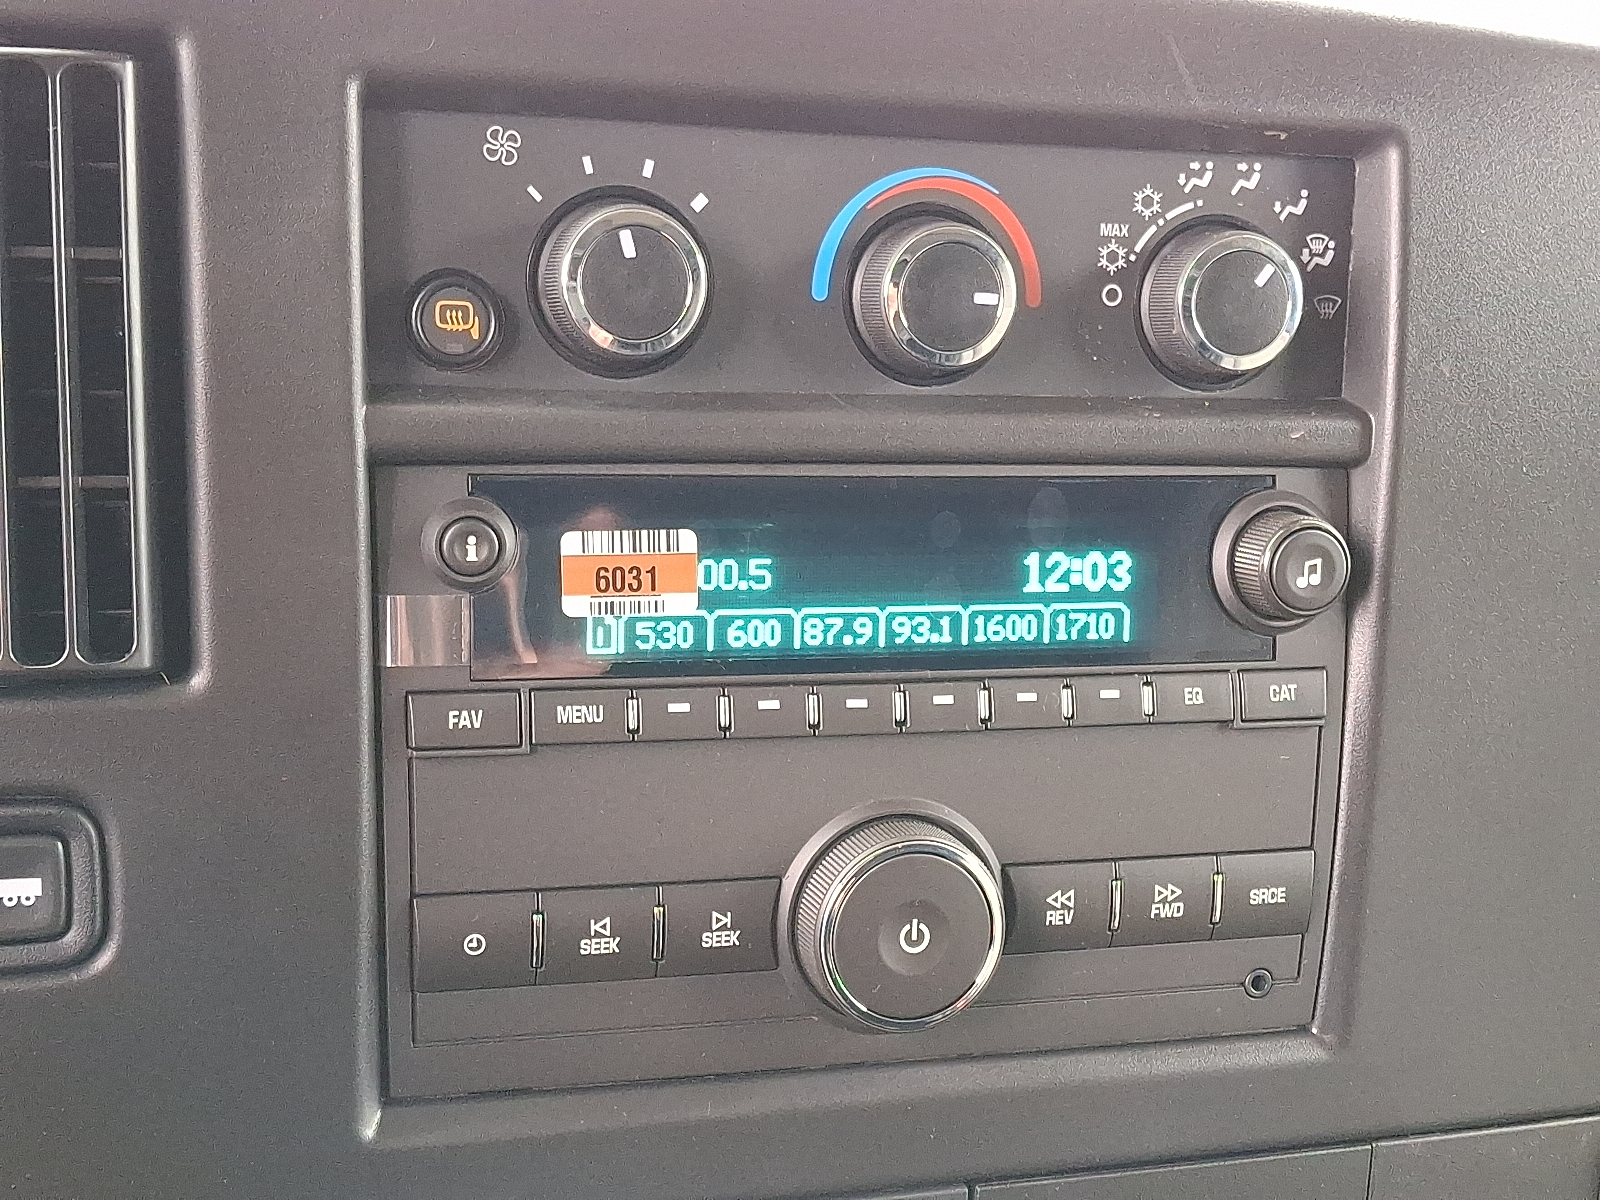 MAX
6031
00.5 12:03
530 600 87.9 93.1 1600 1710
FAV MENU EQ CAT
SEEK SEEK REV FWD SRCE